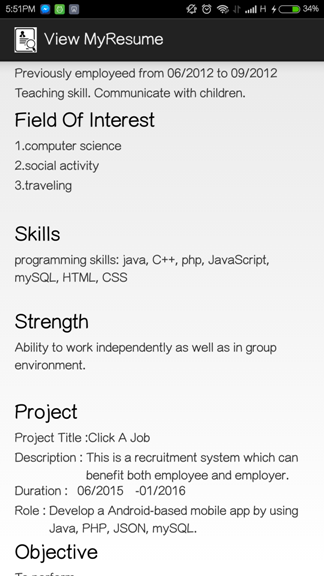 5:51PM H 34%
View MyResume
Previously employeed from 06/2012 to 09/2012
Teaching skill. Communicate with children.
Field Of Interest
1.computer science
2.social activity
3.traveling
Skills
programming skills: java, C++, php, JavaScript,
mySQL, HTML, CSS
Strength
Ability to work independently as well as in group
environment.
Project
Project Title :Click A Job
Description : This is a recruitment system which can
benefit both employee and employer.
Duration : 06/2015 -01/2016
Role : Develop a Android-based mobile app by using
Java, PHP, JSON, mySQL.
Objective
To perform